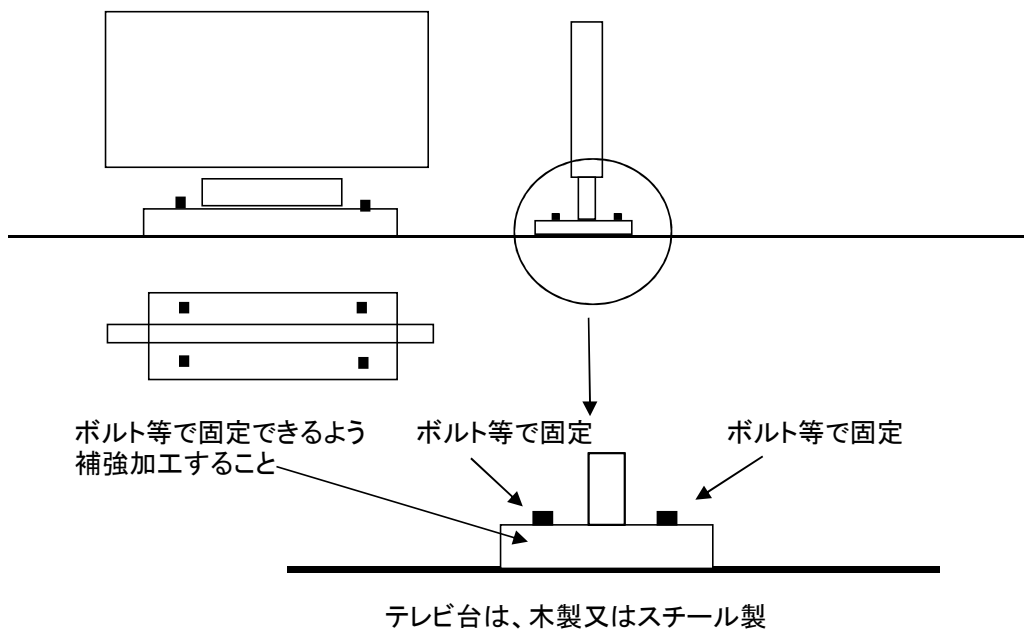 ボルト等で固定できるよう
補強加工すること
ボルト等で固定
ボルト等で固定
テレビ台は、木製又はスチール製